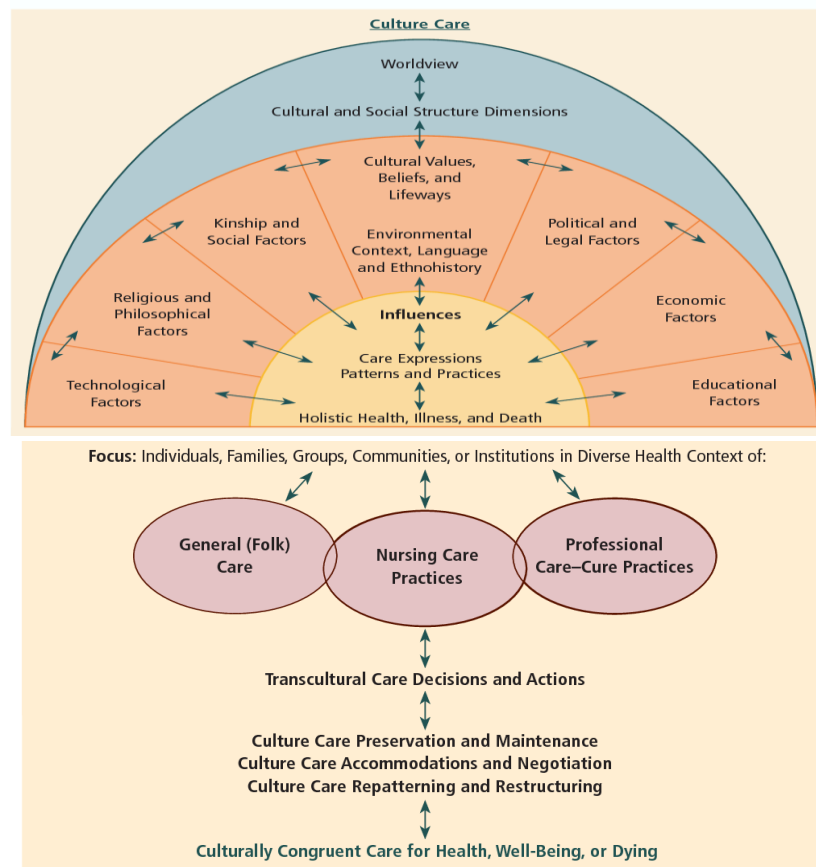 Culture Care
Worldview
Cultural and Social Structure Dimensions
Cultural Values,
Beliefs, and
Lifeways
Kinship and
Social Factors
Political and
Legal Factors
Environmental
Context, Language
and Ethnohistory
Religious and
Philosophical
Factors
Economic
Factors
Influences
Care Expressions
Patterns and Practices
Technological
Factors
Educational
Factors
Holistic Health, Illness, and Death
Focus: Individuals, Families, Groups, Communities, or Institutions in Diverse Health Context of:
General (Folk)
Care
Nursing Care
Practices
Professional
Care–Cure Practices
Transcultural Care Decisions and Actions
Culture Care Preservation and Maintenance
Culture Care Accommodations and Negotiation
Culture Care Repatterning and Restructuring
Culturally Congruent Care for Health, Well-Being, or Dying